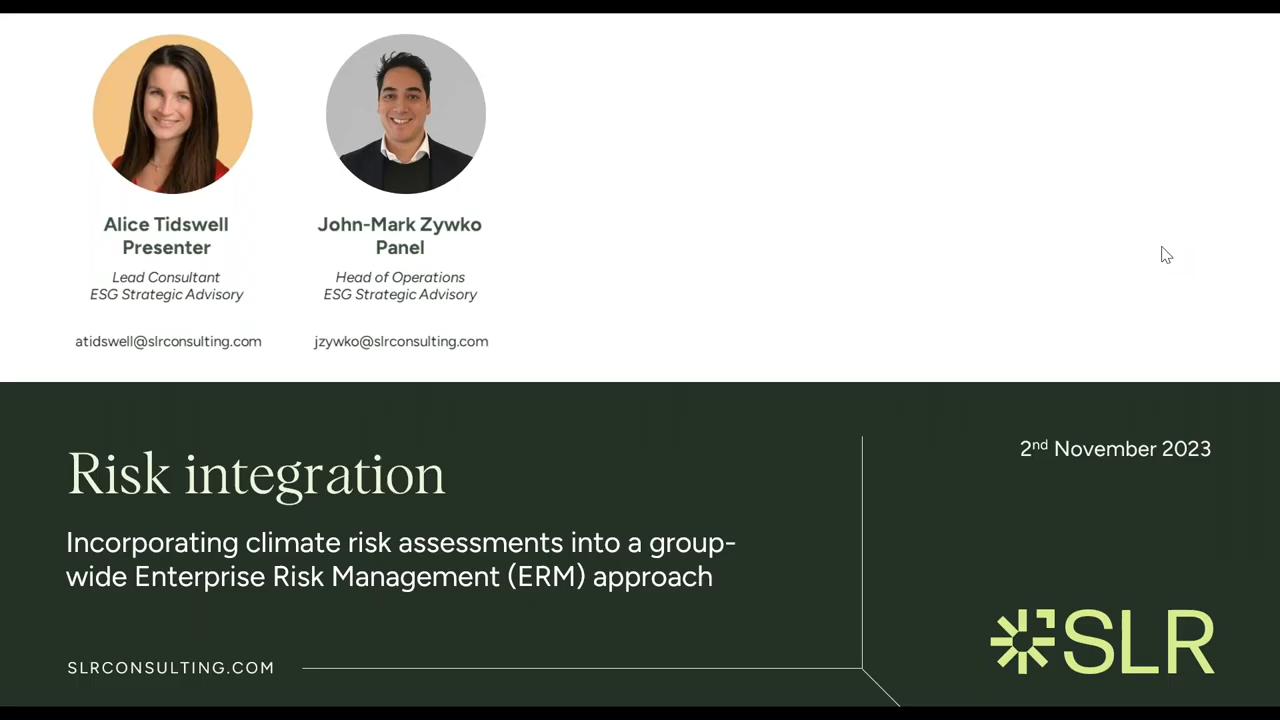 Alice Tidswell
Presenter
Lead Consultant
ESG Strategic Advisory
atidswell@slrconsulting.com
John-Mark Zywko
Panel
Head of Operations
ESG Strategic Advisory
jzywko@slrconsulting.com
Risk integration
Incorporating climate risk assessments into a group-
wide Enterprise Risk Management (ERM) approach
SLRCONSULTING.COM
2nd November 2023
SLR